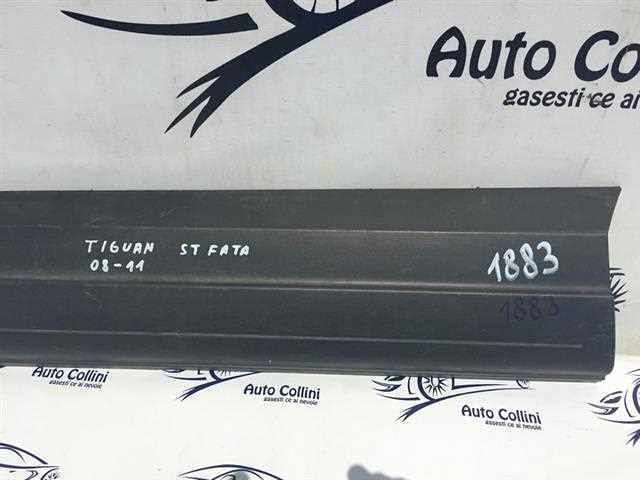 Auto Collini
gasesti ce ai
TIGUAN ST FATA
08-11
1883
1883
Auto Collini
gasesti ce ai nevoie
Auto Collini
gasesti ce ai nevoie
Auto Collini
gasesti ce ai nevoie